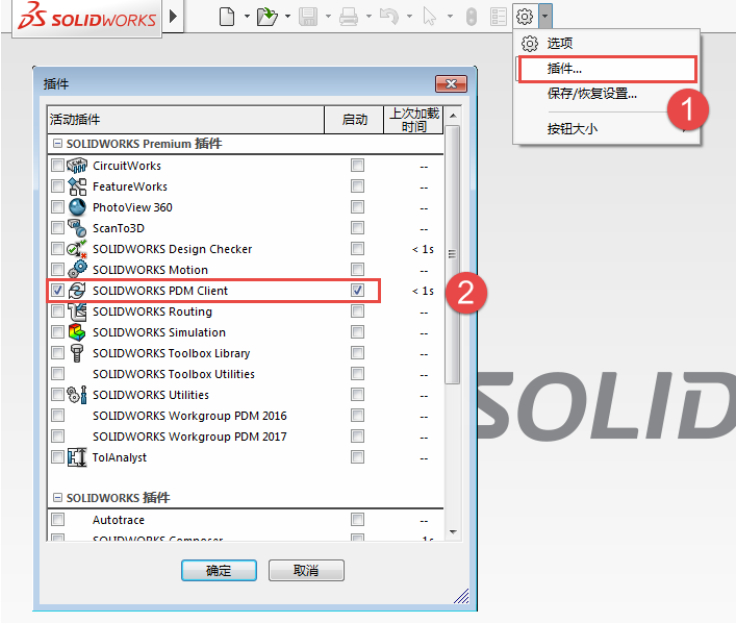 SOLIDWORKS
选项
插件...
保存/恢复设置...
1
按钮大小
插件
活动插件 启动 上次加载
时间
SOLIDWORKS Premium 插件
CircuitWorks --
FeatureWorks --
PhotoView 360 --
ScanTo3D --
SOLIDWORKS Design Checker < 1s
SOLIDWORKS Motion --
SOLIDWORKS PDM Client < 1s
2
SOLIDWORKS Routing --
SOLIDWORKS Simulation --
SOLIDWORKS Toolbox Library --
SOLIDWORKS Toolbox Utilities --
SOLIDWORKS Utilities --
SOLIDWORKS Workgroup PDM 2016 --
SOLIDWORKS Workgroup PDM 2017 --
TolAnalyst --
SOLIDWORKS 插件
Autotrace --
SOLIDWORKS Composer
确定 取消
SOLID